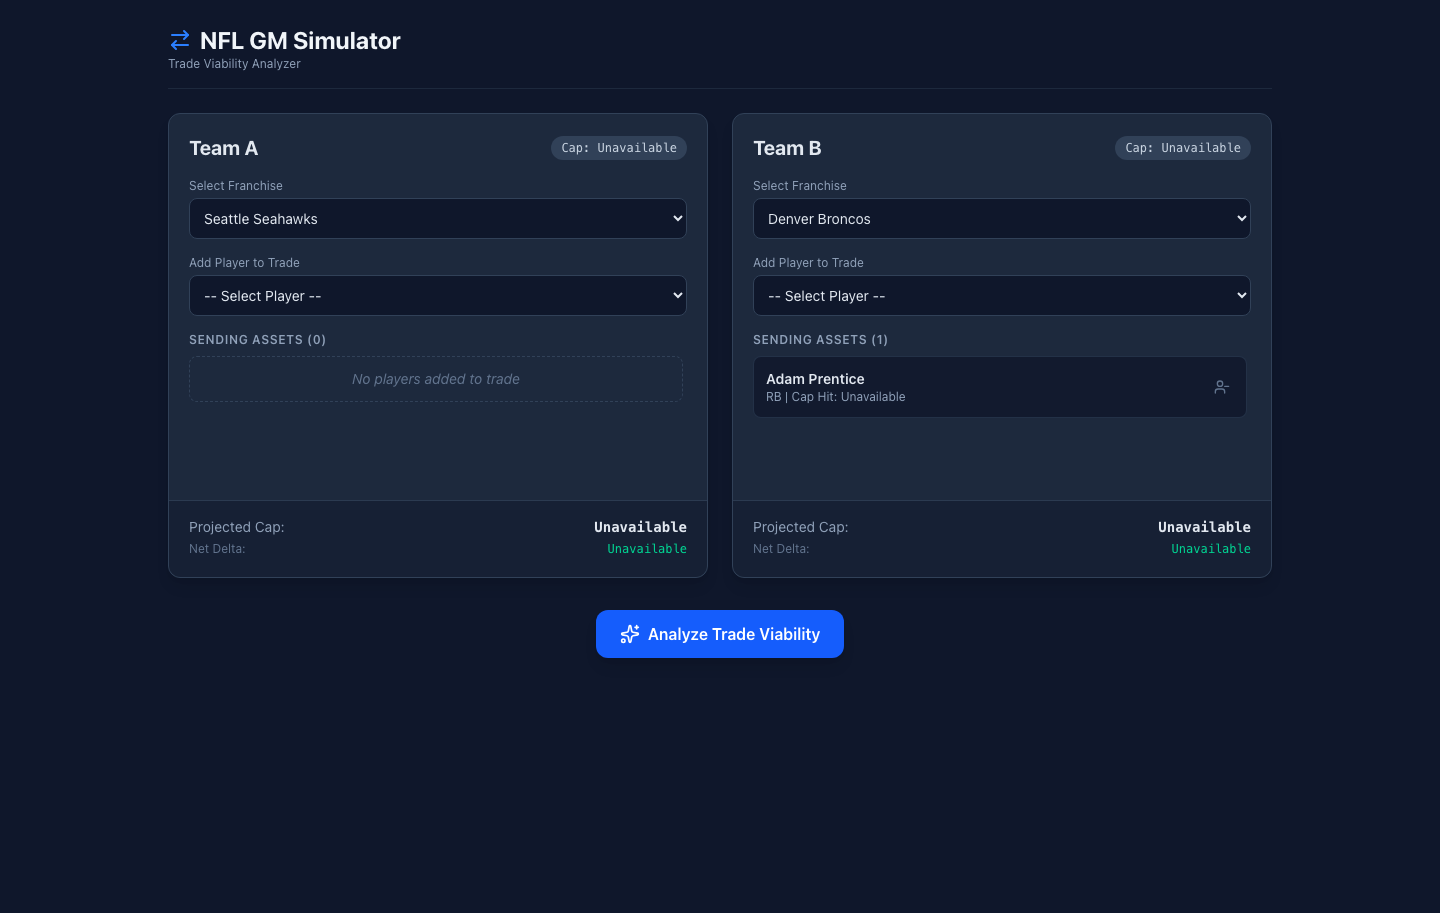 NFL GM Simulator
Trade Viability Analyzer
Team A
Cap: Unavailable
Select Franchise
Seattle Seahawks
Add Player to Trade
-- Select Player --
SENDING ASSETS (0)
No players added to trade
Projected Cap:
Unavailable
Net Delta:
Unavailable
Team B
Cap: Unavailable
Select Franchise
Denver Broncos
Add Player to Trade
-- Select Player --
SENDING ASSETS (1)
Adam Prentice
RB | Cap Hit: Unavailable
Projected Cap:
Unavailable
Net Delta:
Unavailable
Analyze Trade Viability